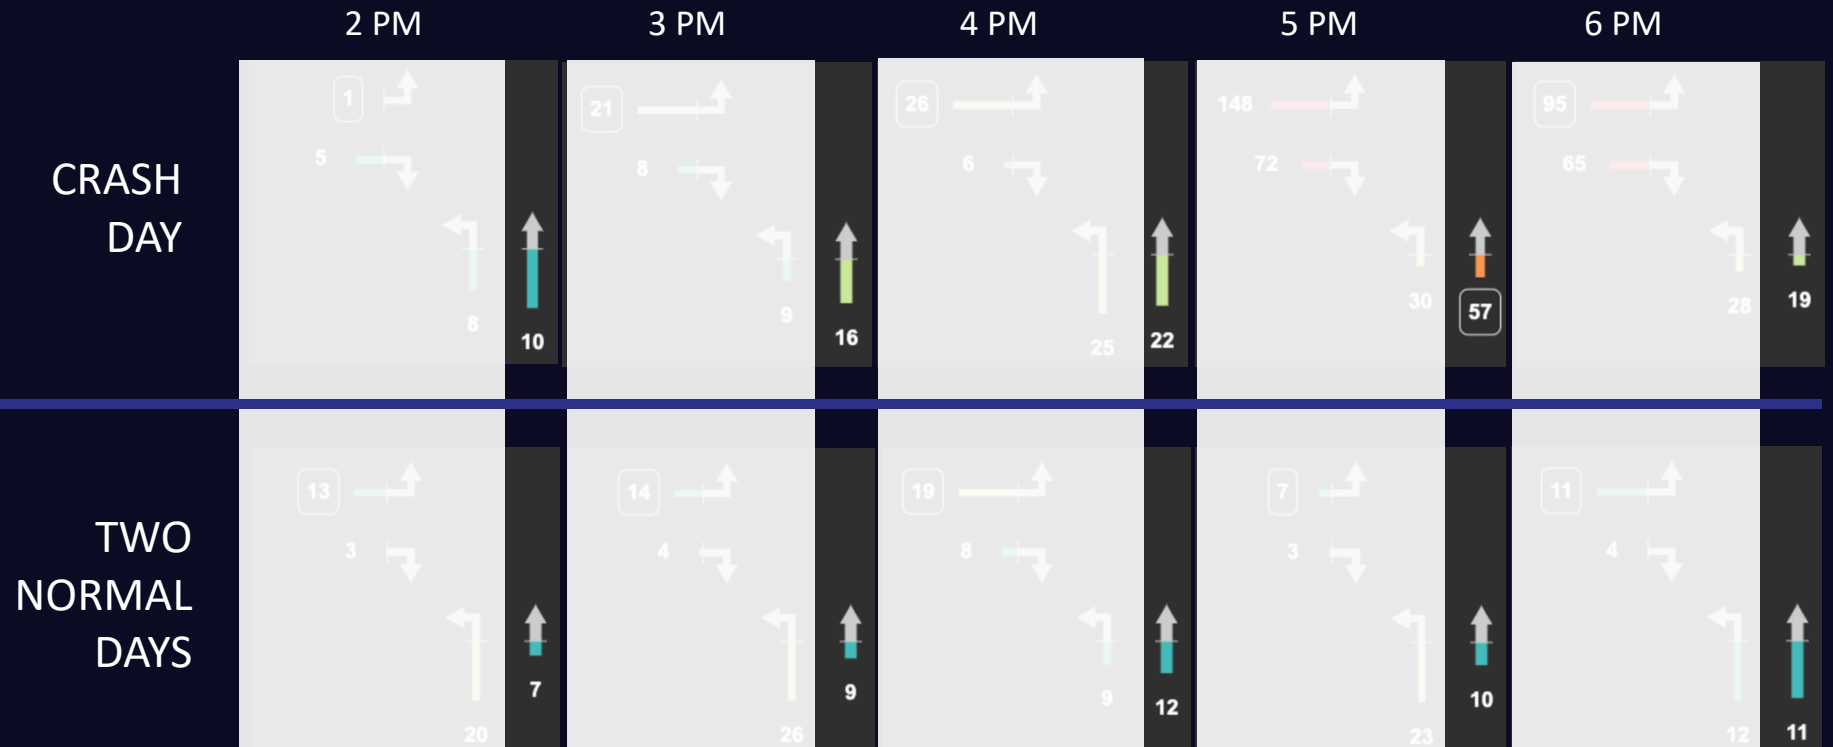 2 PM 3 PM 4 PM 5 PM 6 PM
CRASH
DAY
1 21 26 148 95
5 8 6 72 65
8 10 9 16 25 22 30 57 28 19
TWO
NORMAL
DAYS
13 14 19 7 11
3 4 8 3 4
20 7 26 9 9 12 23 10 12 11